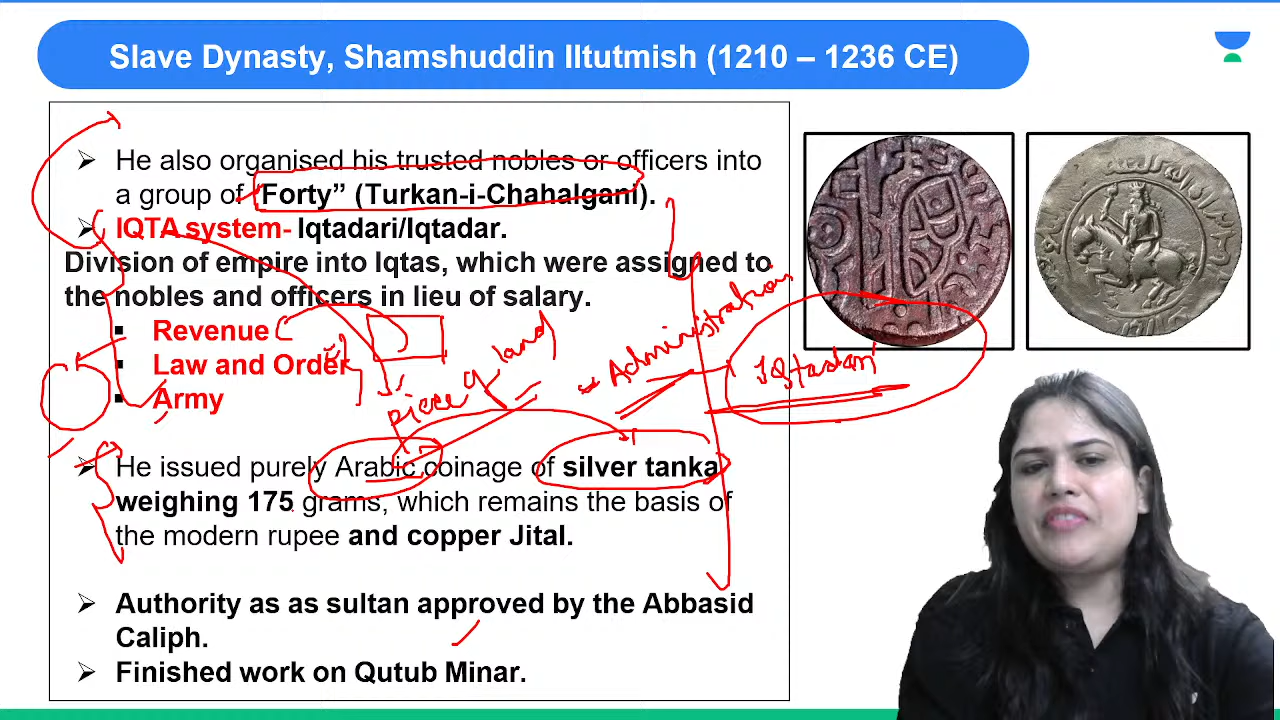 Slave Dynasty, Shamshuddin Iltutmish (1210 – 1236 CE)
He also organised his trusted nobles or officers into
a group of “Forty” (Turkan-i-Chahalgani).
IQTA system- Iqtadari/Iqtadar.
Division of empire into Iqtas, which were assigned to
the nobles and officers in lieu of salary.
Revenue
Law and Order
Army
piece of land
Administration
Iqtadari
He issued purely Arabic coinage of silver tanka
weighing 175 grams, which remains the basis of
the modern rupee and copper Jital.
Authority as as sultan approved by the Abbasid
Caliph.
Finished work on Qutub Minar.